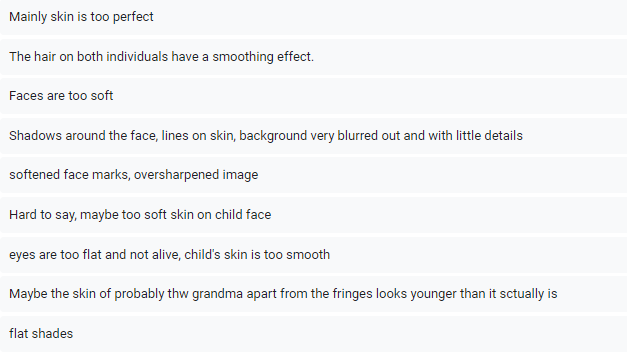 Mainly skin is too perfect
The hair on both individuals have a smoothing effect.
Faces are too soft
Shadows around the face, lines on skin, background very blurred out and with little details
softened face marks, oversharpened image
Hard to say, maybe too soft skin on child face
eyes are too flat and not alive, child's skin is too smooth
Maybe the skin of probably thw grandma apart from the fringes looks younger than it sctually is
flat shades